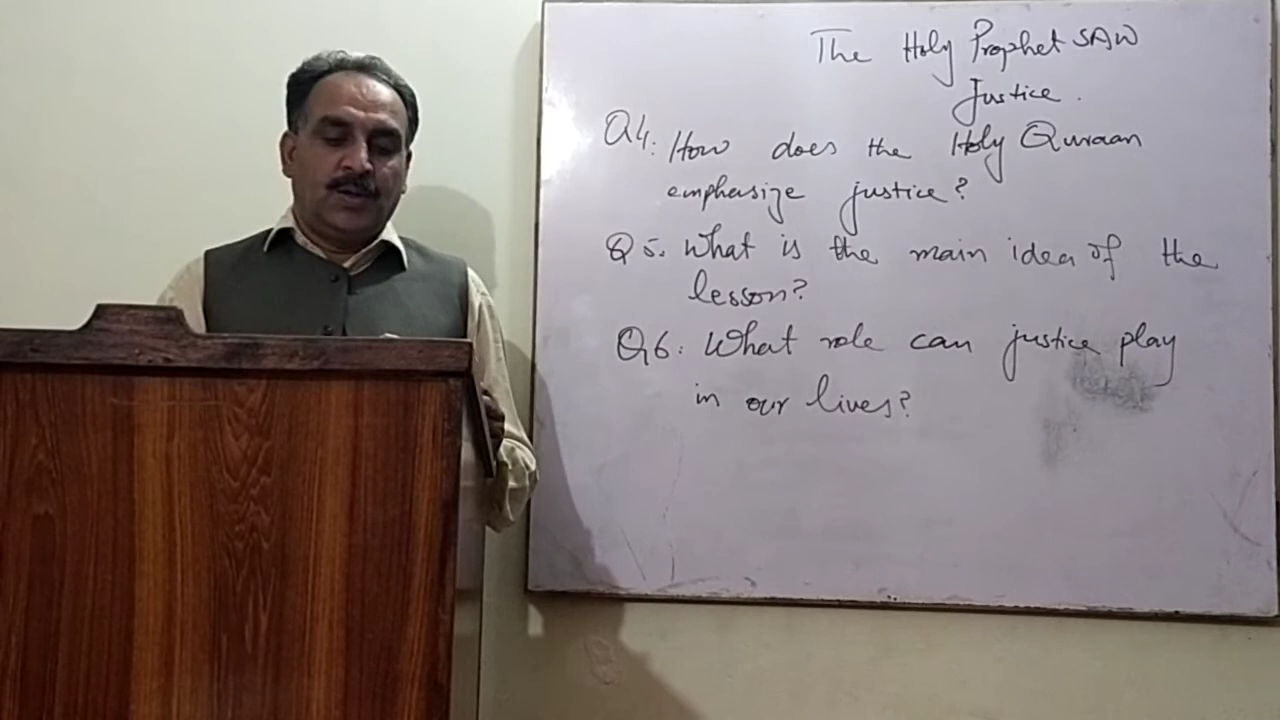 The Holy Prophet SAW
Justice.
Q4: How does the Holy Quraan
emphasize justice?
Q5. What is the main idea of the
lesson?
Q6: What role can justice play
in our lives?